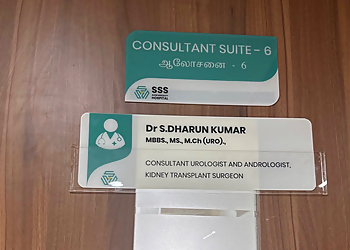 CONSULTANT SUITE - 6
ஆலோசனை - 6
SSS
HOSPITAL
Dr S.DHARUN KUMAR
MBBS., MS., M.Ch (URO).,
CONSULTANT UROLOGIST AND ANDROLOGIST,
KIDNEY TRANSPLANT SURGEON